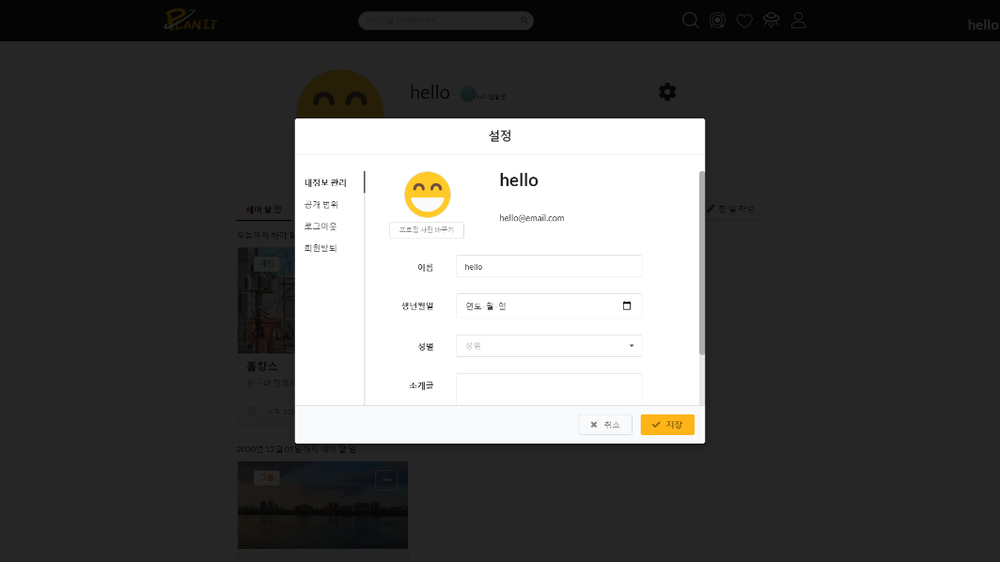 PLANIT
hello
hello
설정
내정보 관리
공개 범위
로그아웃
회원탈퇴
hello
hello@email.com
프로필 사진 바꾸기
이름
hello
생년월일
연도-월-일
성별
성별
소개글
취소
저장
해야 할 일
할 일 작성
개인
홈캉스
2020년 12월 01일까지 해야 할 일
그룹